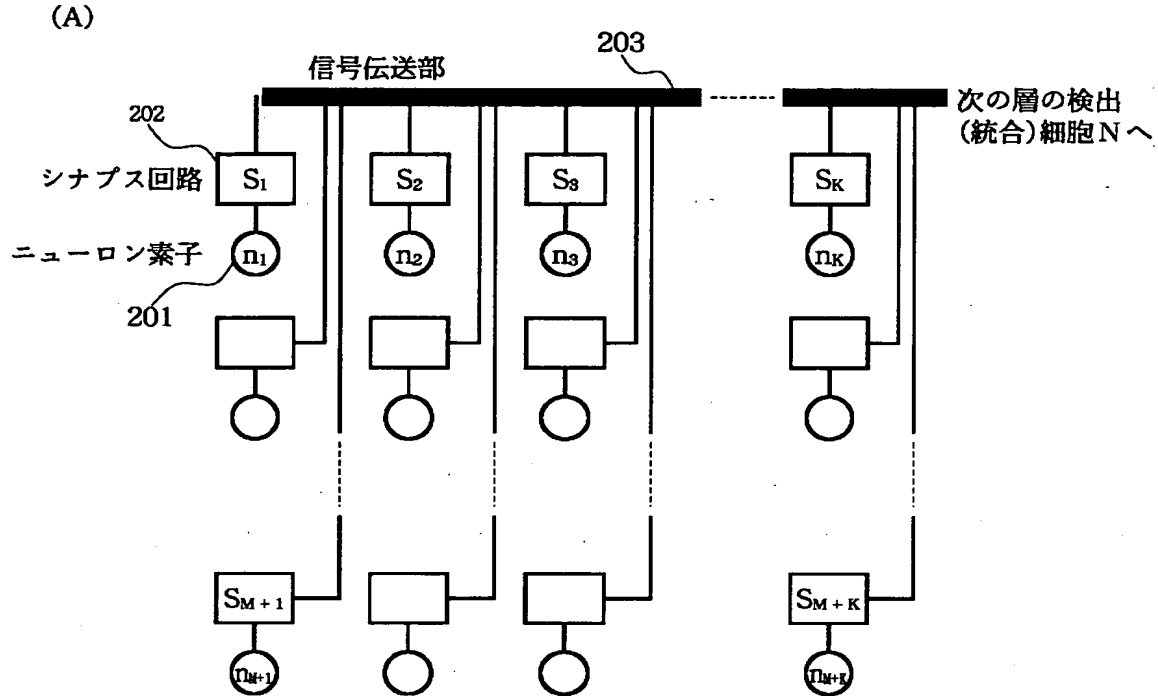 (A)
203
信号伝送部
次の層の検出
(統合)細胞Nへ
202
シナプス回路
S1
S2
S3
SK
ニューロン素子
n1
n2
n3
nK
201
SM+1
SM+K
nM+1
nM+K